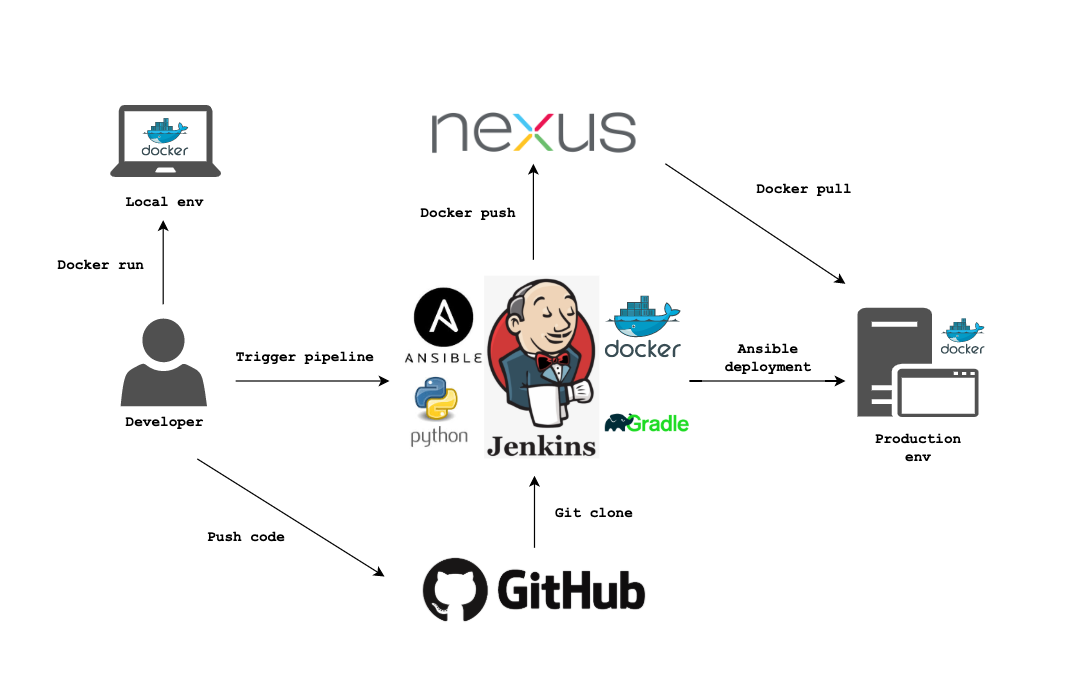 nexus
docker
Docker pull
Local env
Docker push
Docker run
ANSIBLE
docker
docker
Trigger pipeline
Ansible
deployment
python
Gradle
Developer
Jenkins
Production
env
Git clone
Push code
GitHub